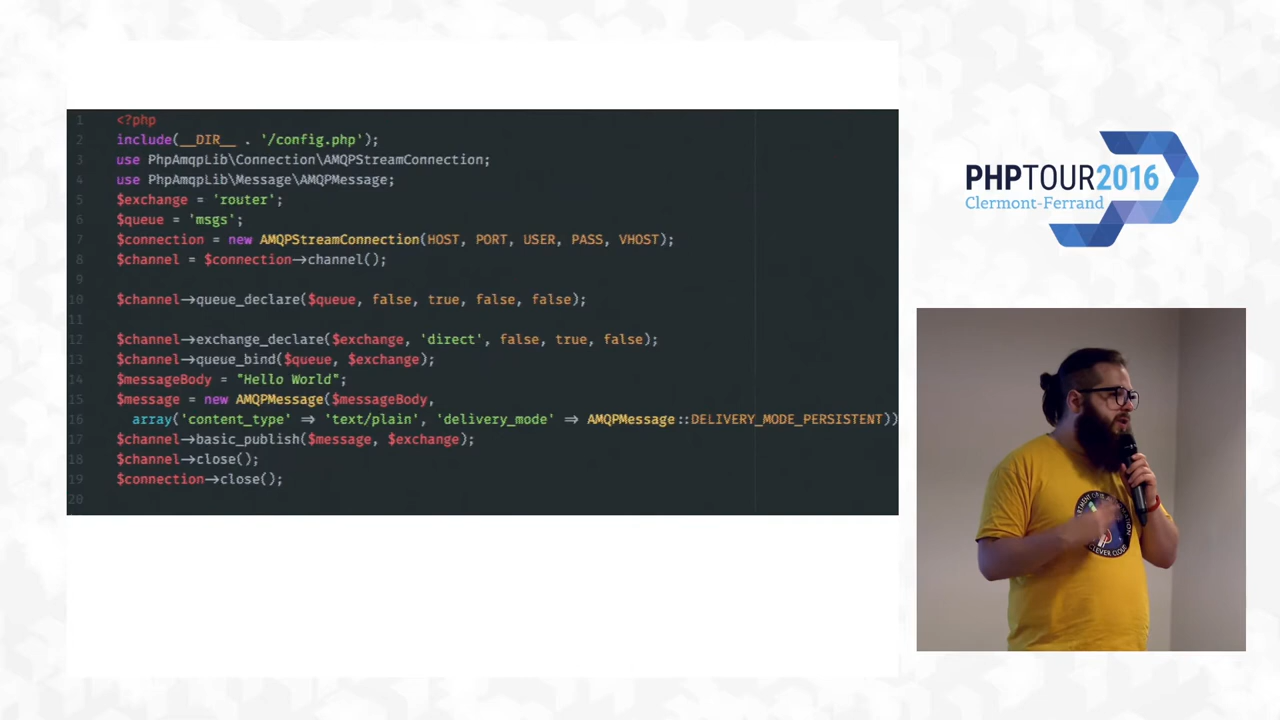 1 <?php
2 include(__DIR__ . '/config.php');
3 use PhpAmqpLib\Connection\AMQPStreamConnection;
4 use PhpAmqpLib\Message\AMQPMessage;
5 $exchange = 'router';
6 $queue = 'msgs';
7 $connection = new AMQPStreamConnection(HOST, PORT, USER, PASS, VHOST);
8 $channel = $connection→channel();
9
10 $channel→queue_declare($queue, false, true, false, false);
11
12 $channel→exchange_declare($exchange, 'direct', false, true, false);
13 $channel→queue_bind($queue, $exchange);
14 $messageBody = "Hello World";
15 $message = new AMQPMessage($messageBody,
16 array('content_type' ⇒ 'text/plain', 'delivery_mode' ⇒ AMQPMessage::DELIVERY_MODE_PERSISTENT))
17 $channel→basic_publish($message, $exchange);
18 $channel→close();
19 $connection→close();
20
PHPTOUR2016
Clermont-Ferrand
CLEVER CLOUD